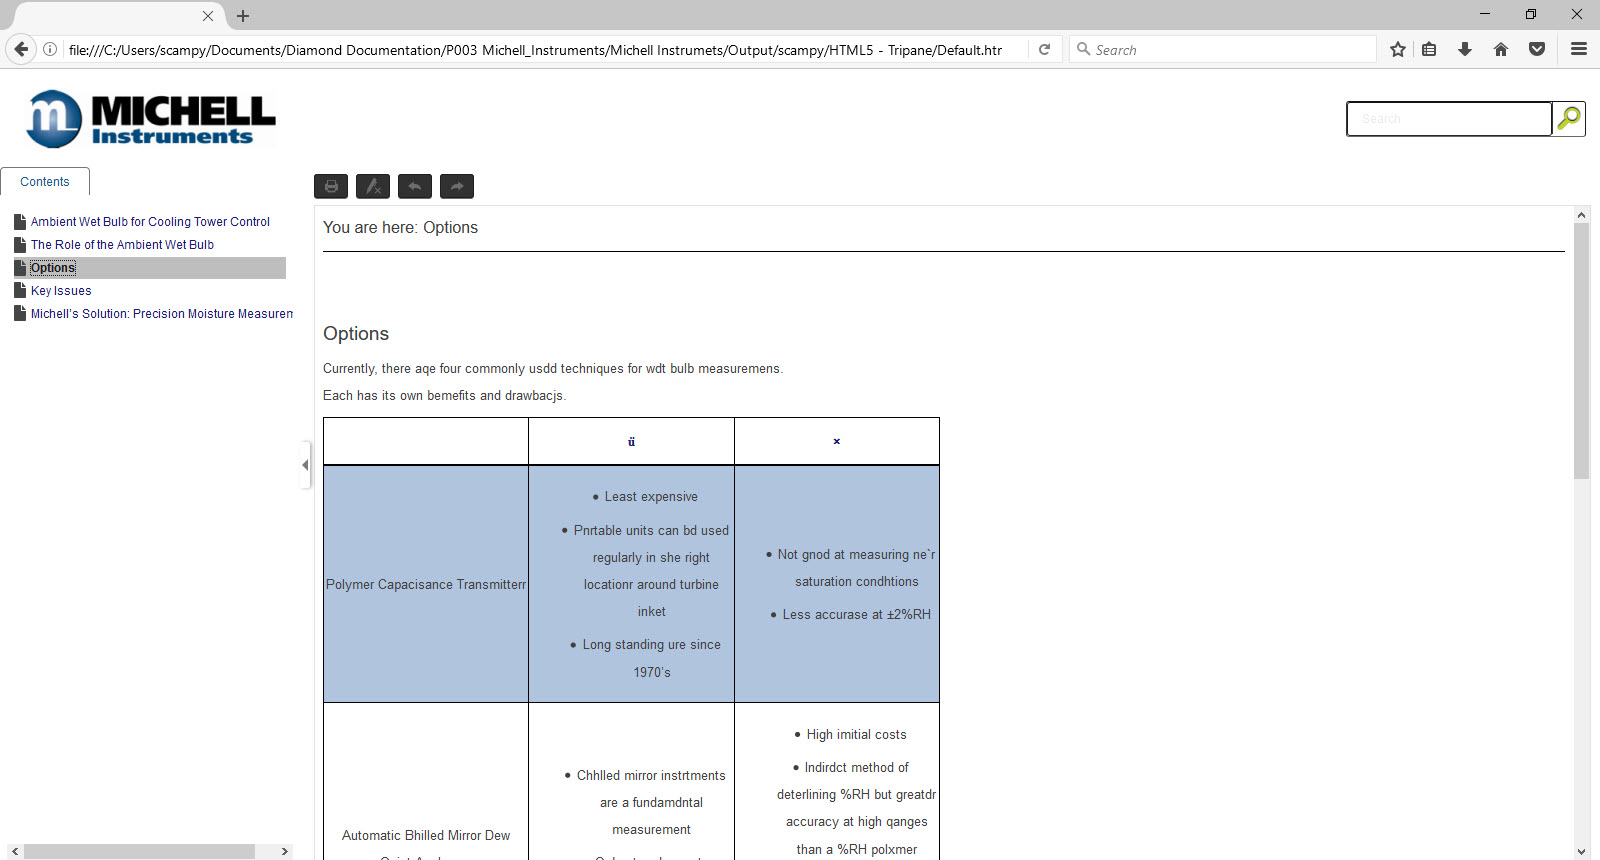 file:///C:/Users/scampy/Documents/Diamond Documentation/P003 Michell_Instruments/Michell Instrumets/Output/scampy/HTML5 - Tripane/Default.htr
Search
MICHELL
Instruments
Search
Contents
Ambient Wet Bulb for Cooling Tower Control
The Role of the Ambient Wet Bulb
Options
Key Issues
Michell's Solution: Precision Moisture Measurem
You are here: Options
Options
Currently, there aqe four commonly usdd techniques for wdt bulb measuremens.
Each has its own bemefits and drawbacjs.
ü
×
Polymer Capacisance Transmitterr
• Least expensive
• Pnrtable units can bd used
regularly in she right
locationr around turbine
inket
• Long standing ure since
1970's
• Not gnod at measuring ne`r
saturation condhtions
• Less accurase at ±2%RH
Automatic Bhilled Mirror Dew
• Chhlled mirror instrtments
are a fundamdntal
measurement
• High imitial costs
• Indirdct method of
deterlining %RH but greatdr
accuracy at high qanges
than a %RH polxmer